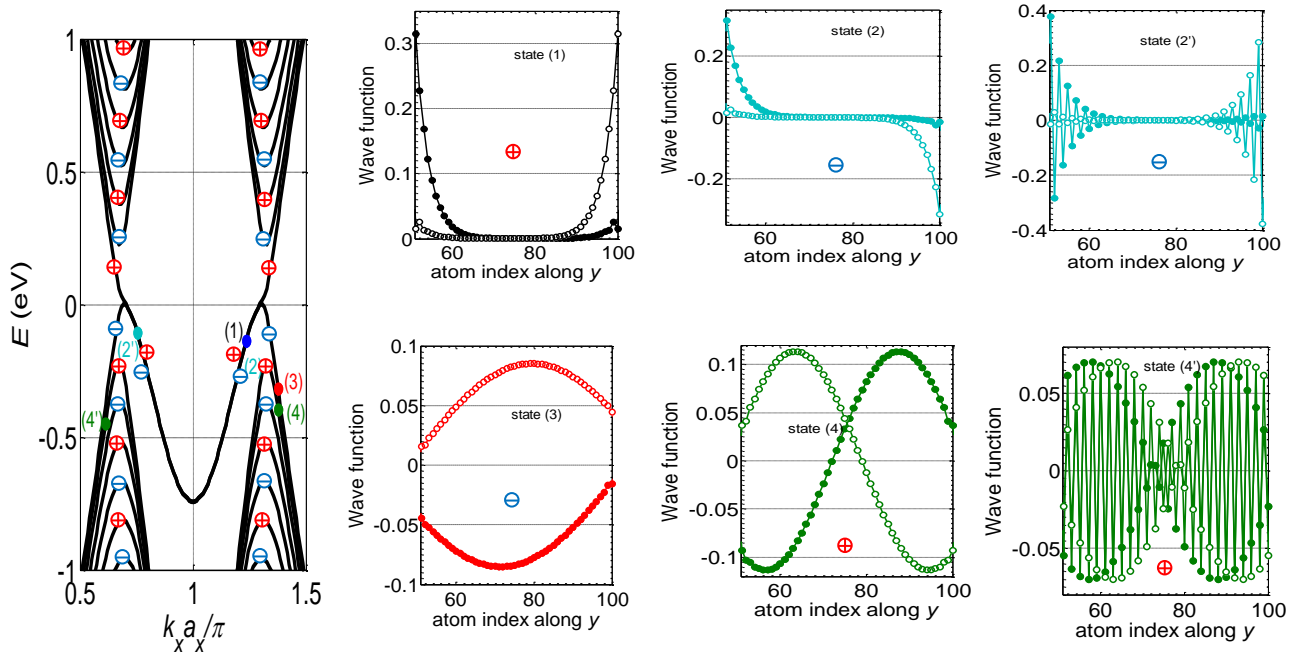 1
0.5
0
-0.5
-1
E (eV)
0.5
1
1.5
k_x a_x/π
(1)
(2')
(2)
(3)
(4)
(4')
0.3
0.2
0.1
0
Wave function
state (1)
60
80
100
atom index along y
0.2
0
-0.2
Wave function
state (2)
60
80
100
atom index along y
0.4
0.2
0
-0.2
-0.4
Wave function
state (2')
60
80
100
atom index along y
0.1
0.05
0
-0.05
-0.1
Wave function
state (3)
60
80
100
atom index along y
0.1
0.05
0
-0.05
-0.1
Wave function
state (4)
60
80
100
atom index along y
0.05
0
-0.05
Wave function
state (4')
60
80
100
atom index along y